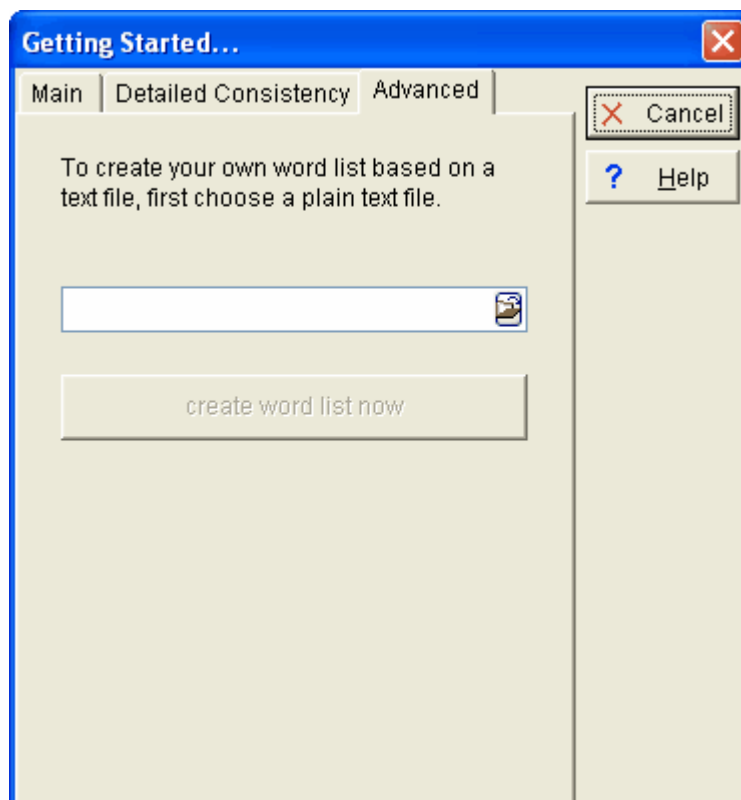 Getting Started...
Main
Detailed Consistency
Advanced
Cancel
? Help
To create your own word list based on a
text file, first choose a plain text file.
create word list now